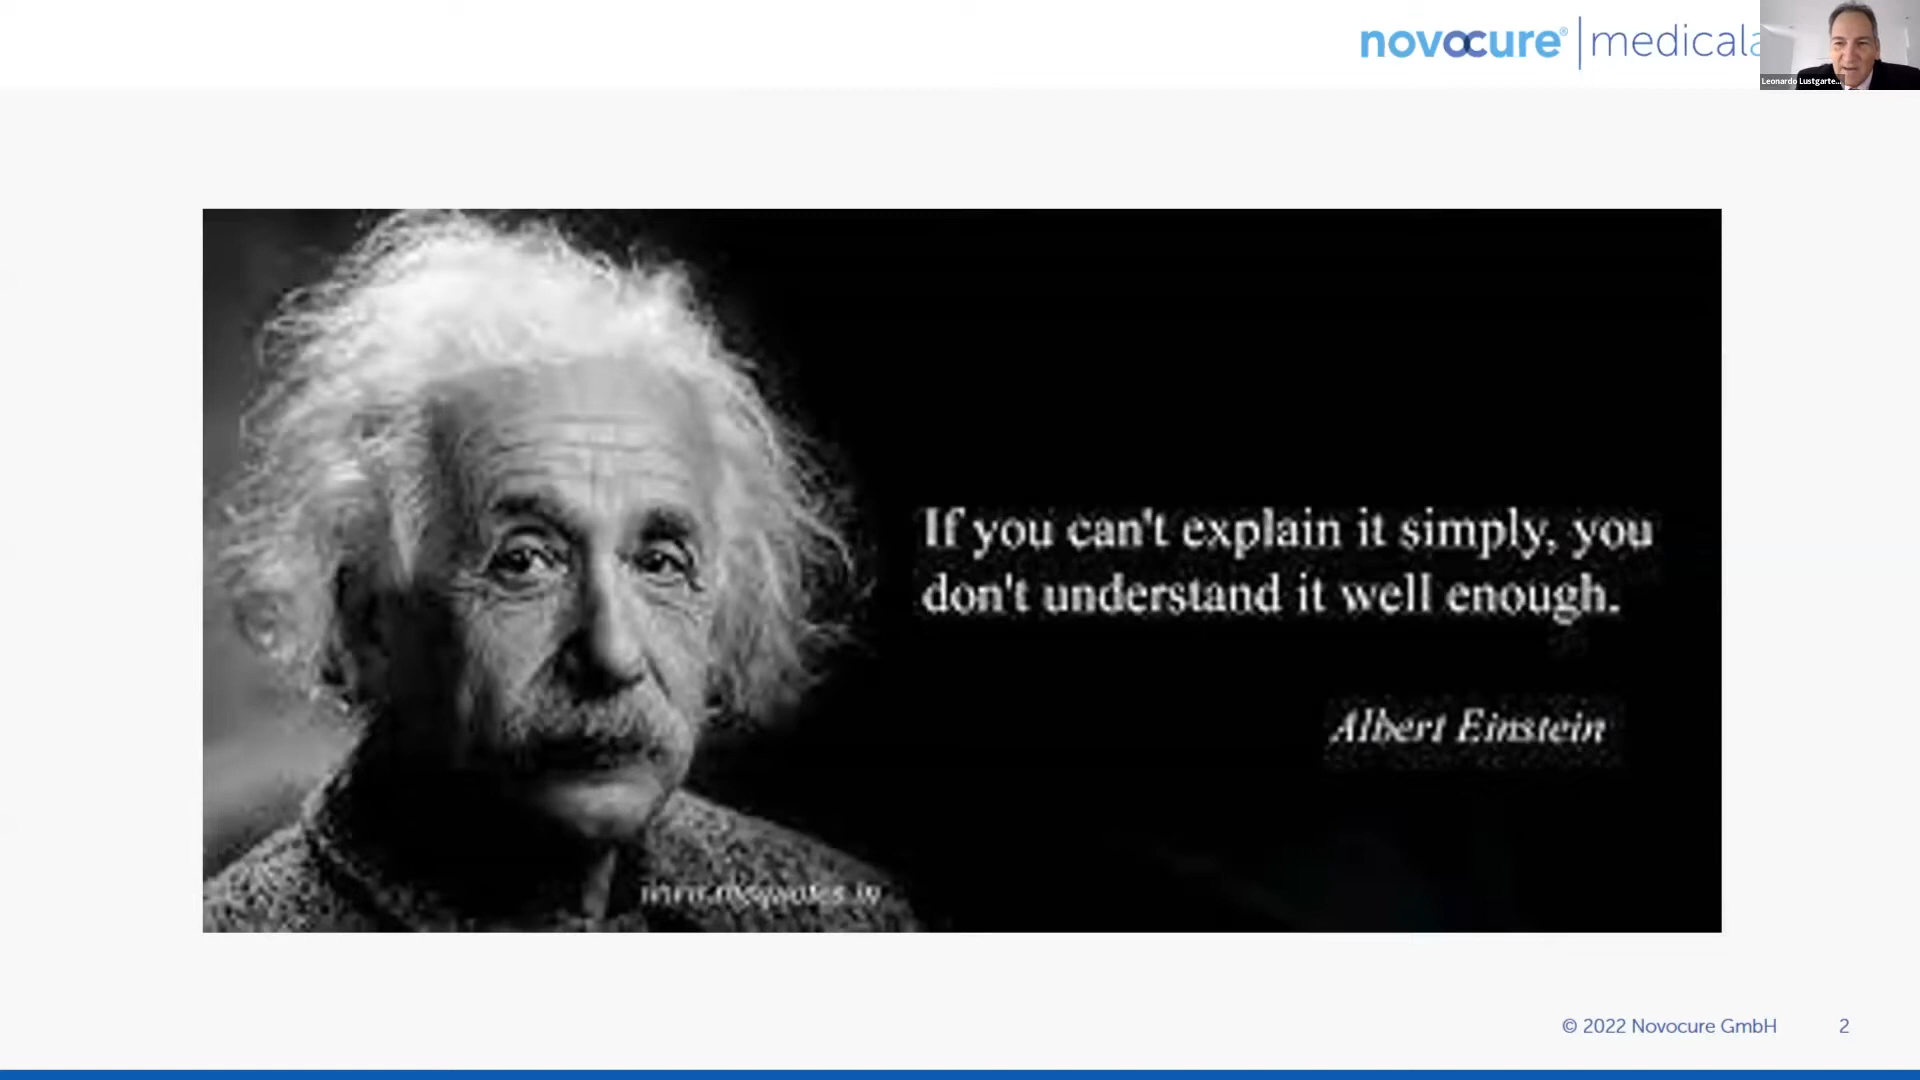 novocure® | medical
Leonardo Lustgarte...
If you can't explain it simply, you
don't understand it well enough.
Albert Einstein
© 2022 Novocure GmbH 2